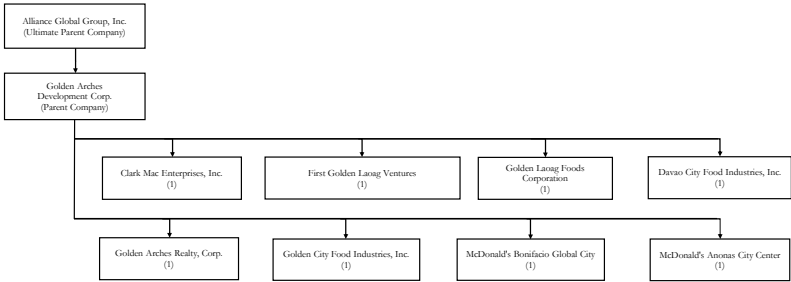 Alliance Global Group, Inc.
(Ultimate Parent Company)
Golden Arches
Development Corp.
(Parent Company)
Clark Mac Enterprises, Inc.
(1)
First Golden Laoag Ventures
(1)
Golden Laoag Foods
Corporation
(1)
Davao City Food Industries, Inc.
(1)
Golden Arches Realty, Corp.
(1)
Golden City Food Industries, Inc.
(1)
McDonald's Bonifacio Global City
(1)
McDonald's Anonas City Center
(1)